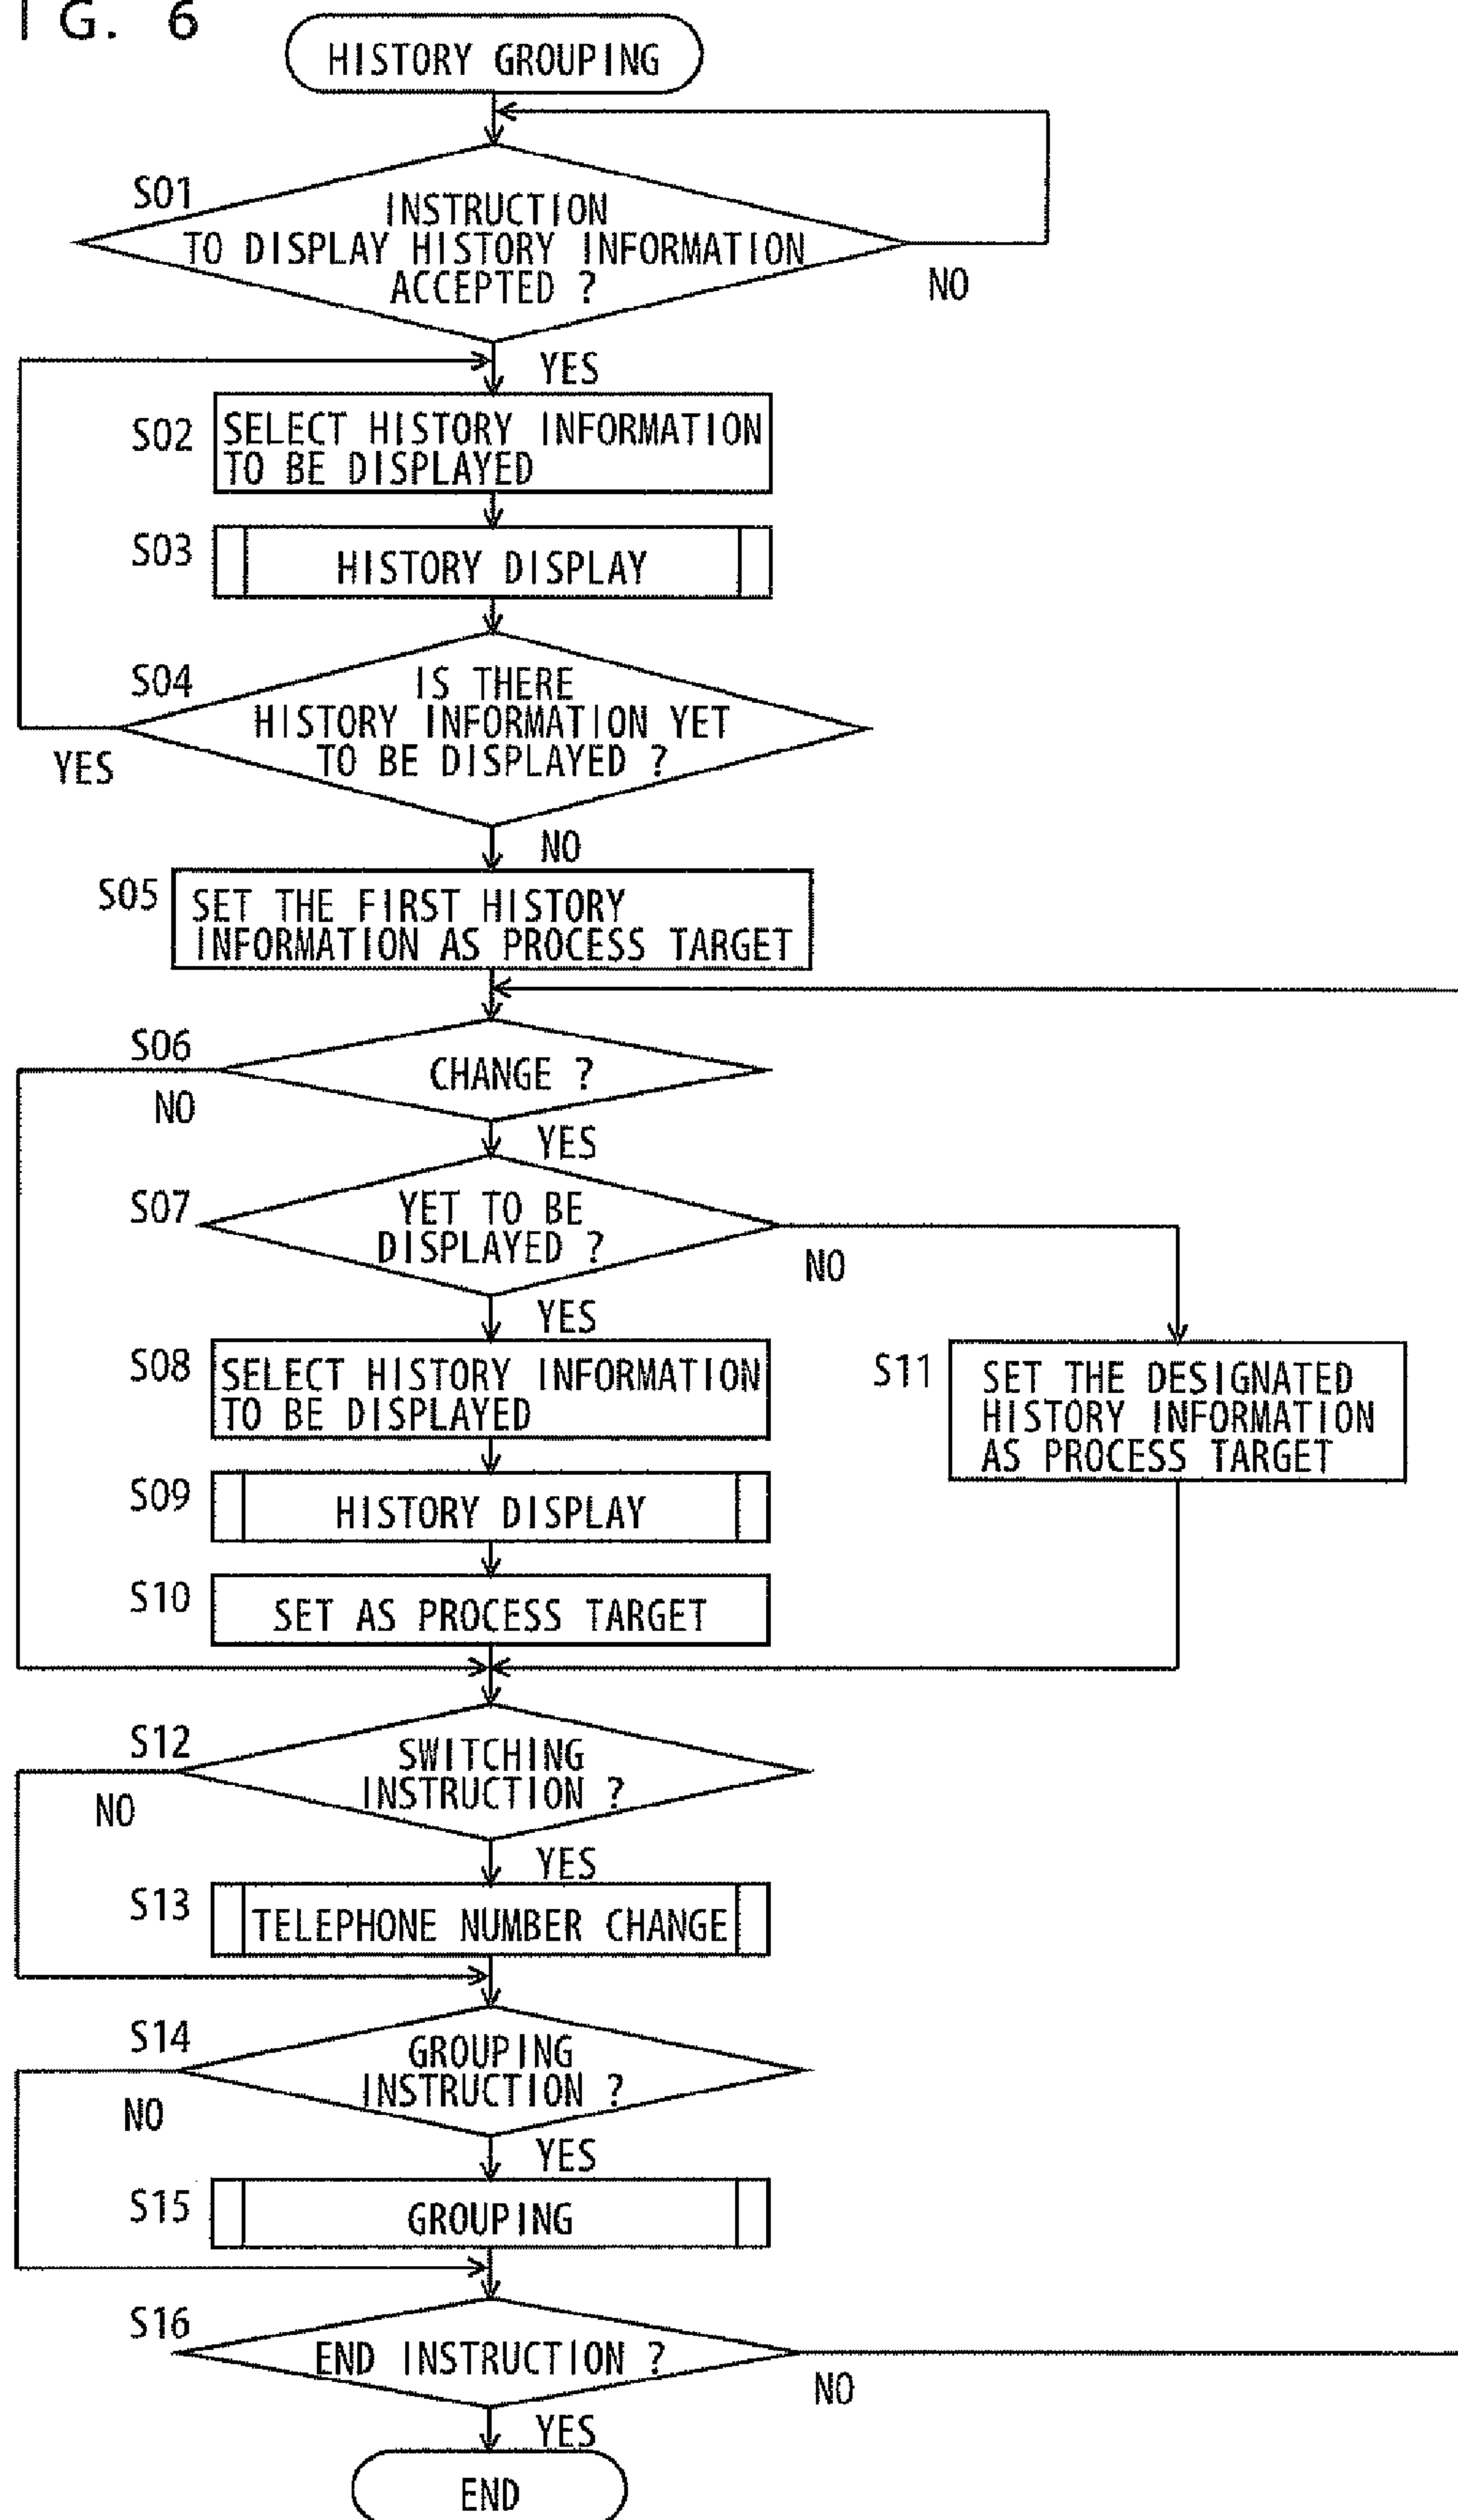 IG. 6
HISTORY GROUPING
S01
INSTRUCTION
TO DISPLAY HISTORY INFORMATION
ACCEPTED ?
NO
YES
S02
SELECT HISTORY INFORMATION
TO BE DISPLAYED
S03
HISTORY DISPLAY
S04
IS THERE
HISTORY INFORMATION YET
TO BE DISPLAYED ?
YES
NO
S05
SET THE FIRST HISTORY
INFORMATION AS PROCESS TARGET
S06
CHANGE ?
NO
YES
S07
YET TO BE
DISPLAYED ?
NO
YES
S08
SELECT HISTORY INFORMATION
TO BE DISPLAYED
S11
SET THE DESIGNATED
HISTORY INFORMATION
AS PROCESS TARGET
S09
HISTORY DISPLAY
S10
SET AS PROCESS TARGET
S12
SWITCHING
INSTRUCTION ?
NO
YES
S13
TELEPHONE NUMBER CHANGE
S14
GROUPING
INSTRUCTION ?
NO
YES
S15
GROUPING
S16
END INSTRUCTION ?
NO
YES
END